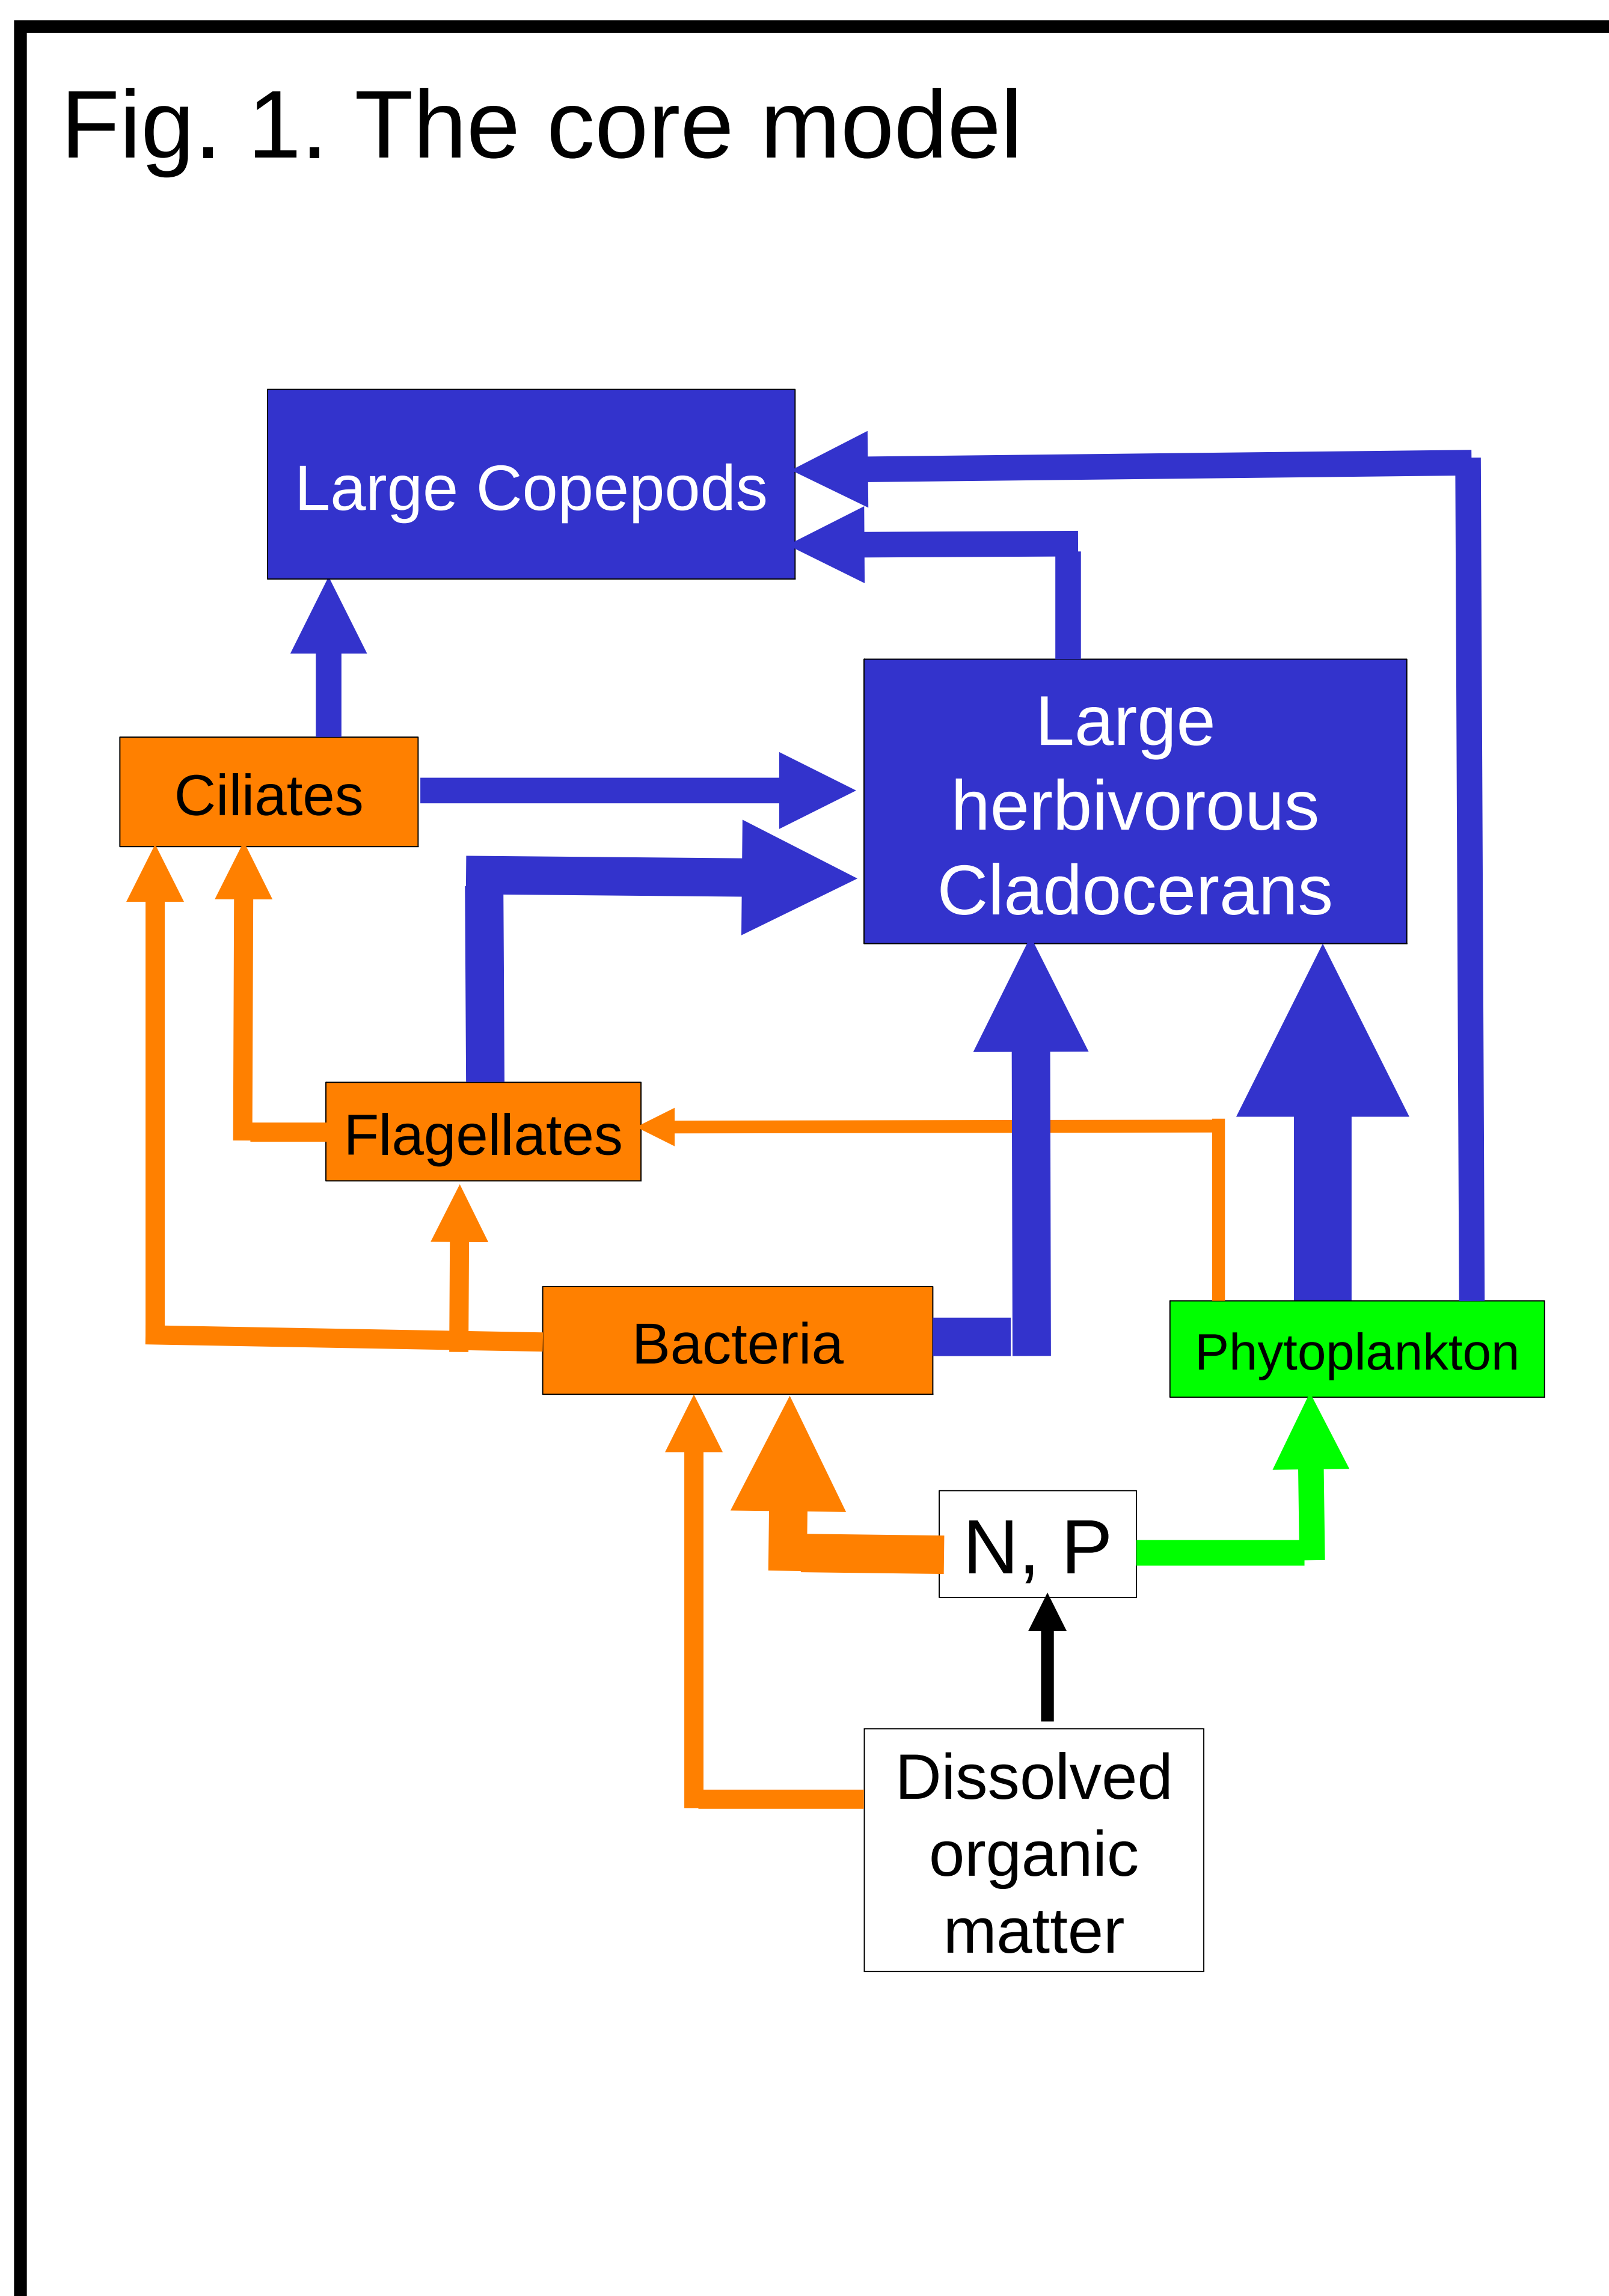 Fig. 1. The core model
Large Copepods
Large
herbivorous
Cladocerans
Ciliates
Flagellates
Bacteria
Phytoplankton
N, P
Dissolved
organic
matter